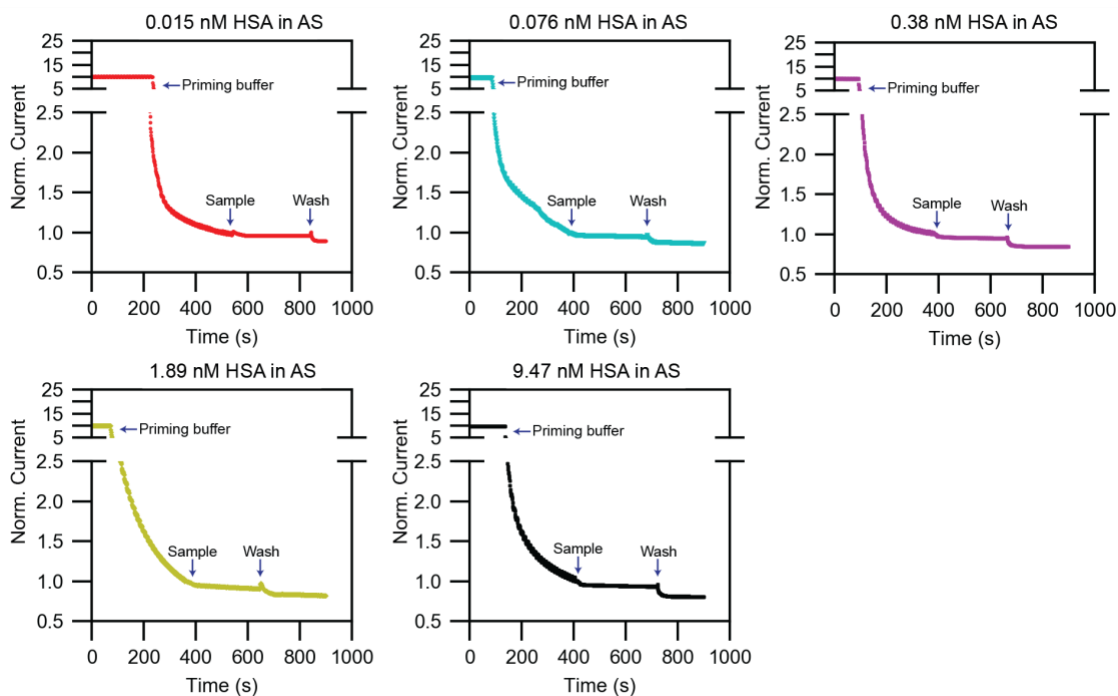 0.015 nM HSA in AS
25
15
5
Priming buffer
2.5
2.0
1.5
1.0
0.5
Norm. Current
Sample
Wash
0 200 400 600 800 1000
Time (s)
0.076 nM HSA in AS
25
15
5
Priming buffer
2.5
2.0
1.5
1.0
0.5
Norm. Current
Sample
Wash
0 200 400 600 800 1000
Time (s)
0.38 nM HSA in AS
25
15
5
Priming buffer
2.5
2.0
1.5
1.0
0.5
Norm. Current
Sample
Wash
0 200 400 600 800 1000
Time (s)
1.89 nM HSA in AS
25
15
5
Priming buffer
2.5
2.0
1.5
1.0
0.5
Norm. Current
Sample
Wash
0 200 400 600 800 1000
Time (s)
9.47 nM HSA in AS
25
15
5
Priming buffer
2.5
2.0
1.5
1.0
0.5
Norm. Current
Sample
Wash
0 200 400 600 800 1000
Time (s)